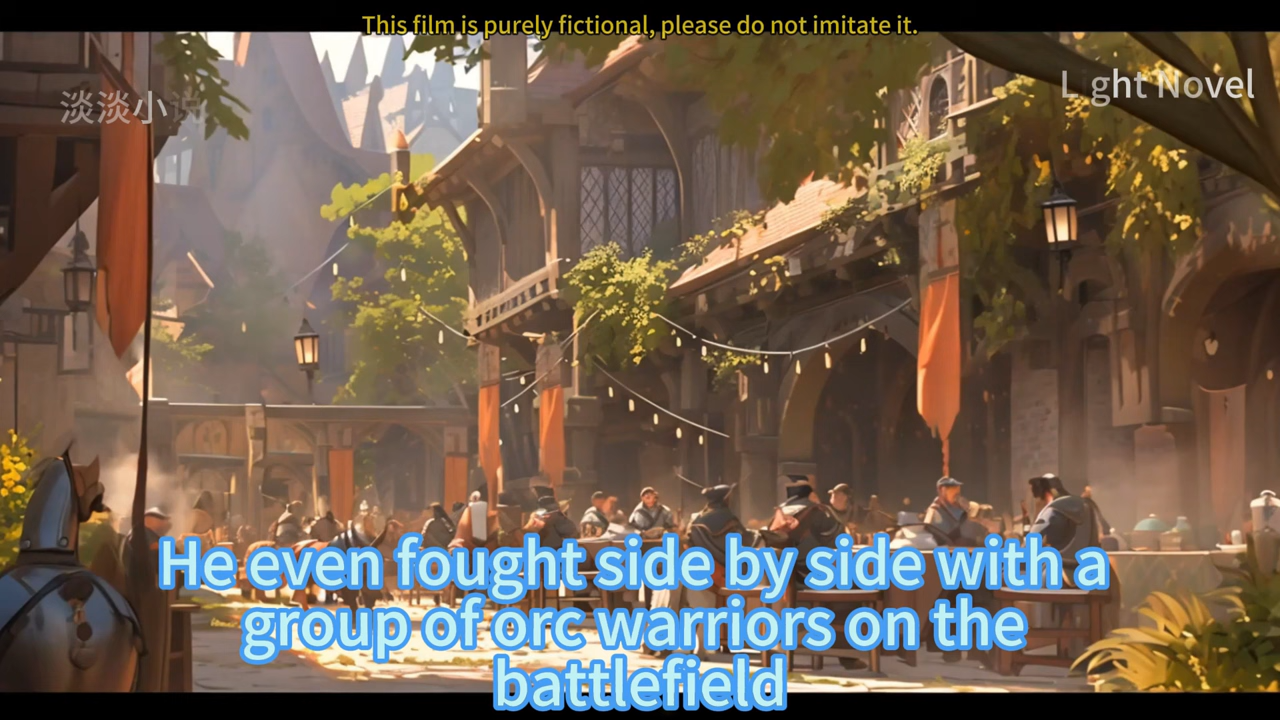 This film is purely fictional, please do not imitate it.
淡淡小说
Light Novel
He even fought side by side with a
group of orc warriors on the
battlefield